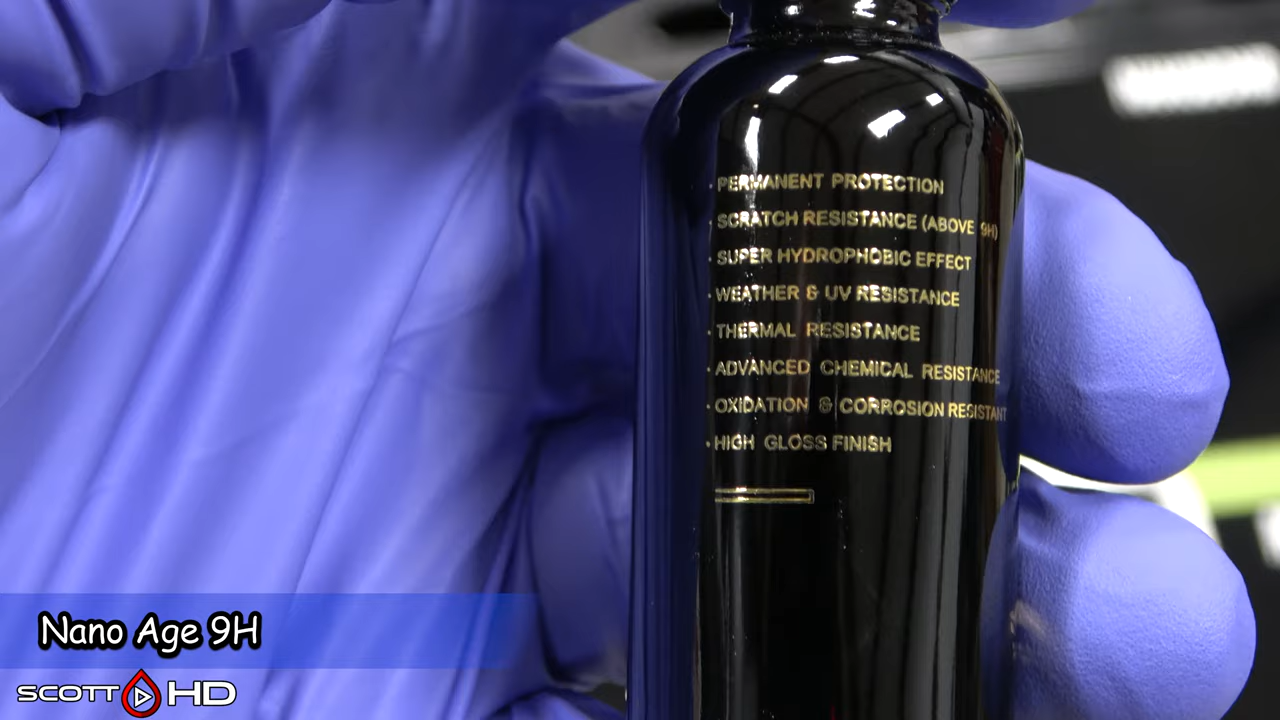 · PERMANENT PROTECTION
· SCRATCH RESISTANCE (ABOVE 9H)
· SUPER HYDROPHOBIC EFFECT
· WEATHER & UV RESISTANCE
· THERMAL RESISTANCE
· ADVANCED CHEMICAL RESISTANCE
· OXIDATION & CORROSION RESISTANT
· HIGH GLOSS FINISH
Nano Age 9H
SCOTT HD